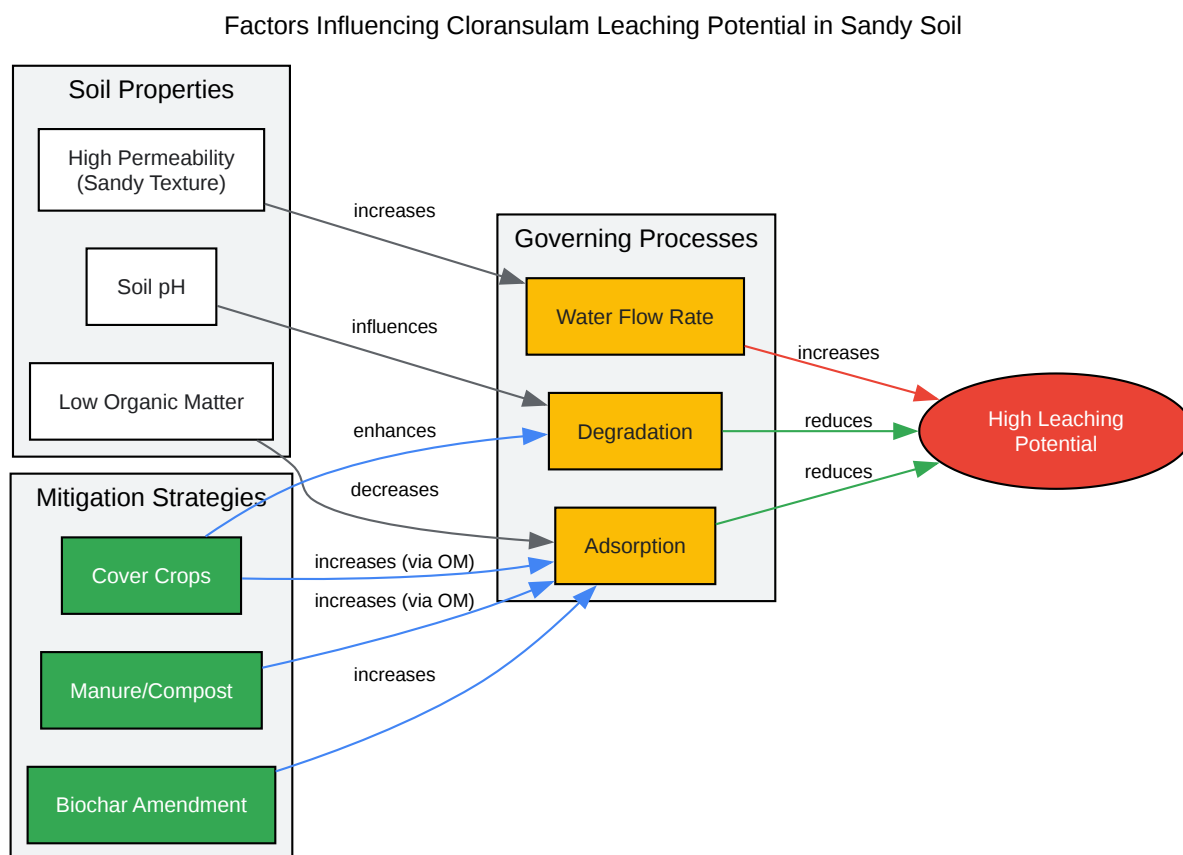 Factors Influencing Cloransulam Leaching Potential in Sandy Soil
Soil Properties
High Permeability
(Sandy Texture)
Soil pH
Low Organic Matter
Mitigation Strategies
Cover Crops
Manure/Compost
Biochar Amendment
increases
influences
enhances
decreases
increases (via OM)
increases (via OM)
increases
Governing Processes
Water Flow Rate
Degradation
Adsorption
increases
reduces
reduces
High Leaching
Potential